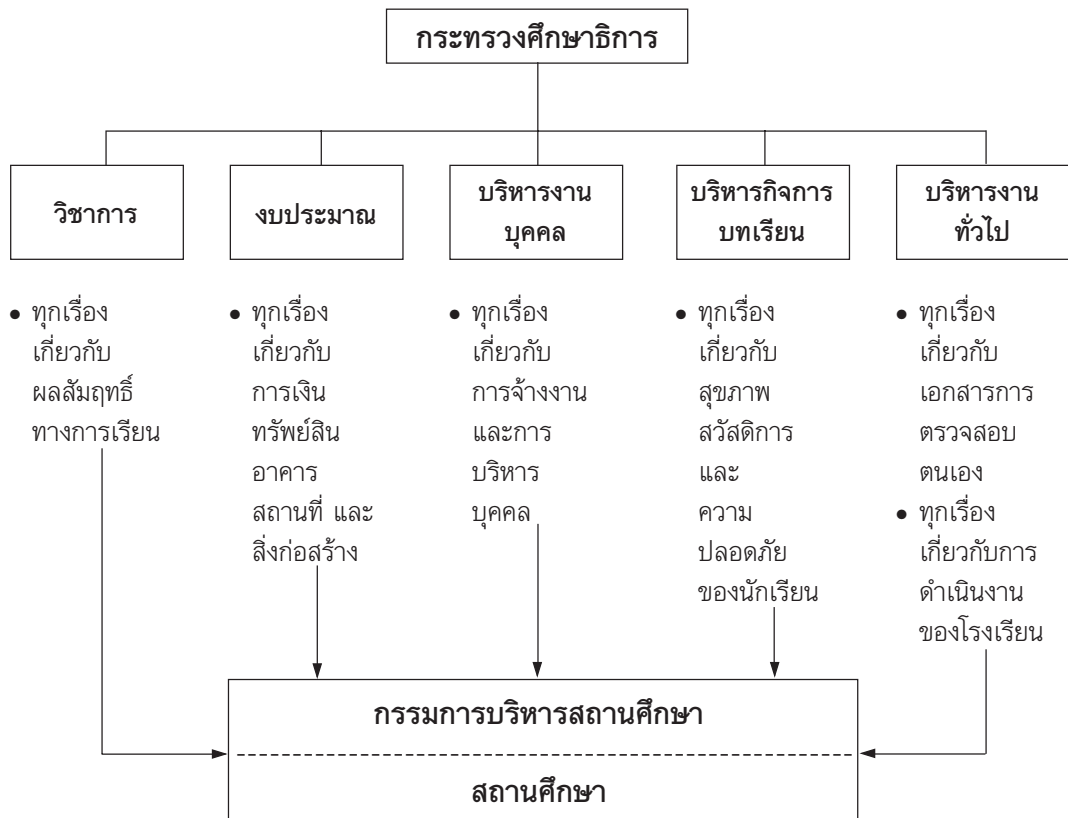 กระทรวงศึกษาธิการ
วิชาการ
งบประมาณ
บริหารงาน
บุคคล
บริหารกิจการ
บทเรียน
บริหารงาน
ทั่วไป
• ทุกเรื่อง
เกี่ยวกับ
ผลสัมฤทธิ์
ทางการเรียน
• ทุกเรื่อง
เกี่ยวกับ
การเงิน
ทรัพย์สิน
อาคาร
สถานที่ และ
สิ่งก่อสร้าง
• ทุกเรื่อง
เกี่ยวกับ
การจ้างงาน
และการ
บริหาร
บุคคล
• ทุกเรื่อง
เกี่ยวกับ
สุขภาพ
สวัสดิการ
และ
ความ
ปลอดภัย
ของนักเรียน
• ทุกเรื่อง
เกี่ยวกับ
เอกสารการ
ตรวจสอบ
ตนเอง
• ทุกเรื่อง
เกี่ยวกับการ
ดำเนินงาน
ของโรงเรียน
กรรมการบริหารสถานศึกษา
สถานศึกษา